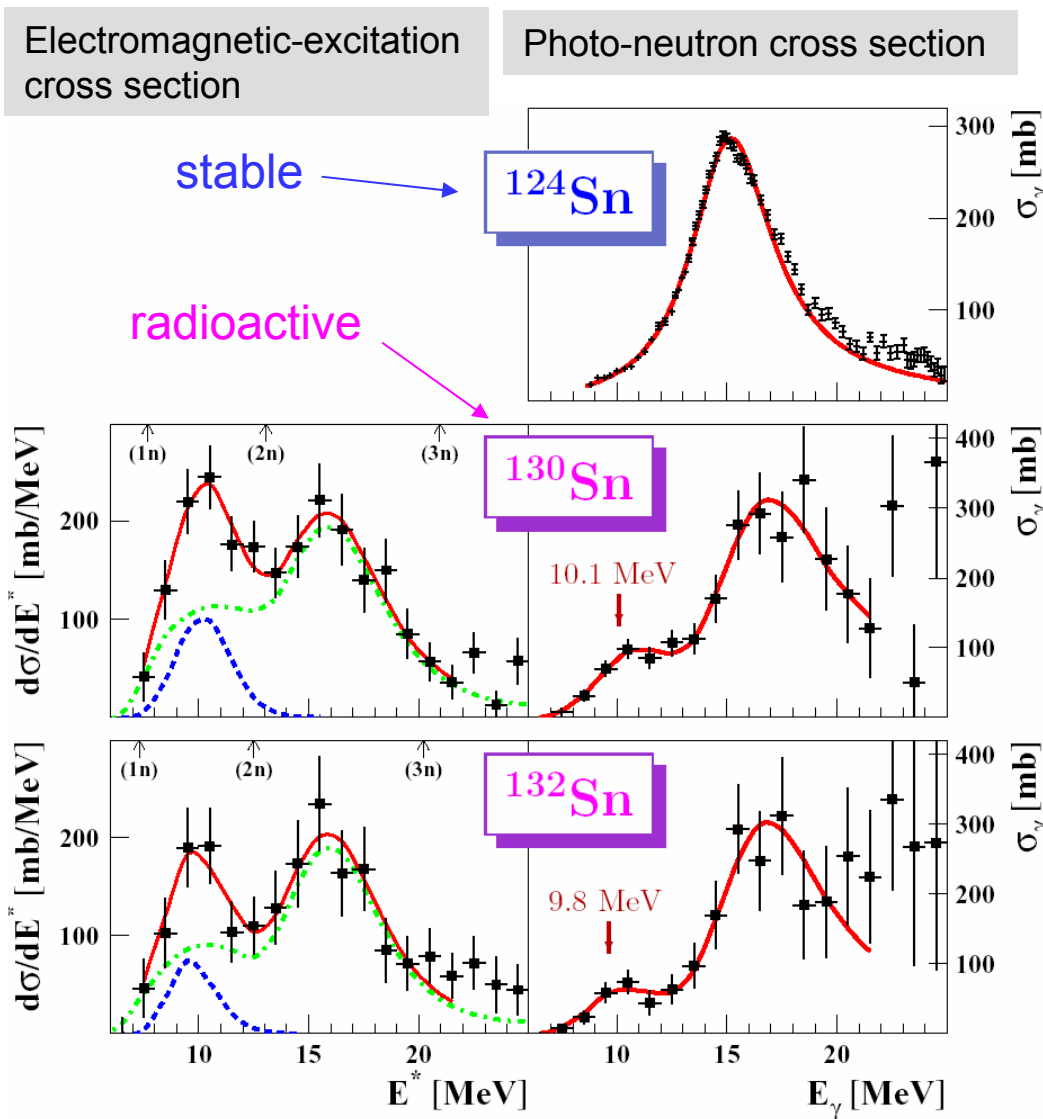 Electromagnetic-excitation
cross section
Photo-neutron cross section
stable
radioactive
¹²⁴Sn
300
200
100
σγ [mb]
(1n) (2n) (3n)
¹³⁰Sn
200
100
dσ/dE* [mb/MeV]
10.1 MeV
400
300
200
100
σγ [mb]
(1n) (2n) (3n)
¹³²Sn
200
100
dσ/dE* [mb/MeV]
9.8 MeV
400
300
200
100
σγ [mb]
10 15 20
E* [MeV]
10 15 20
Eγ [MeV]